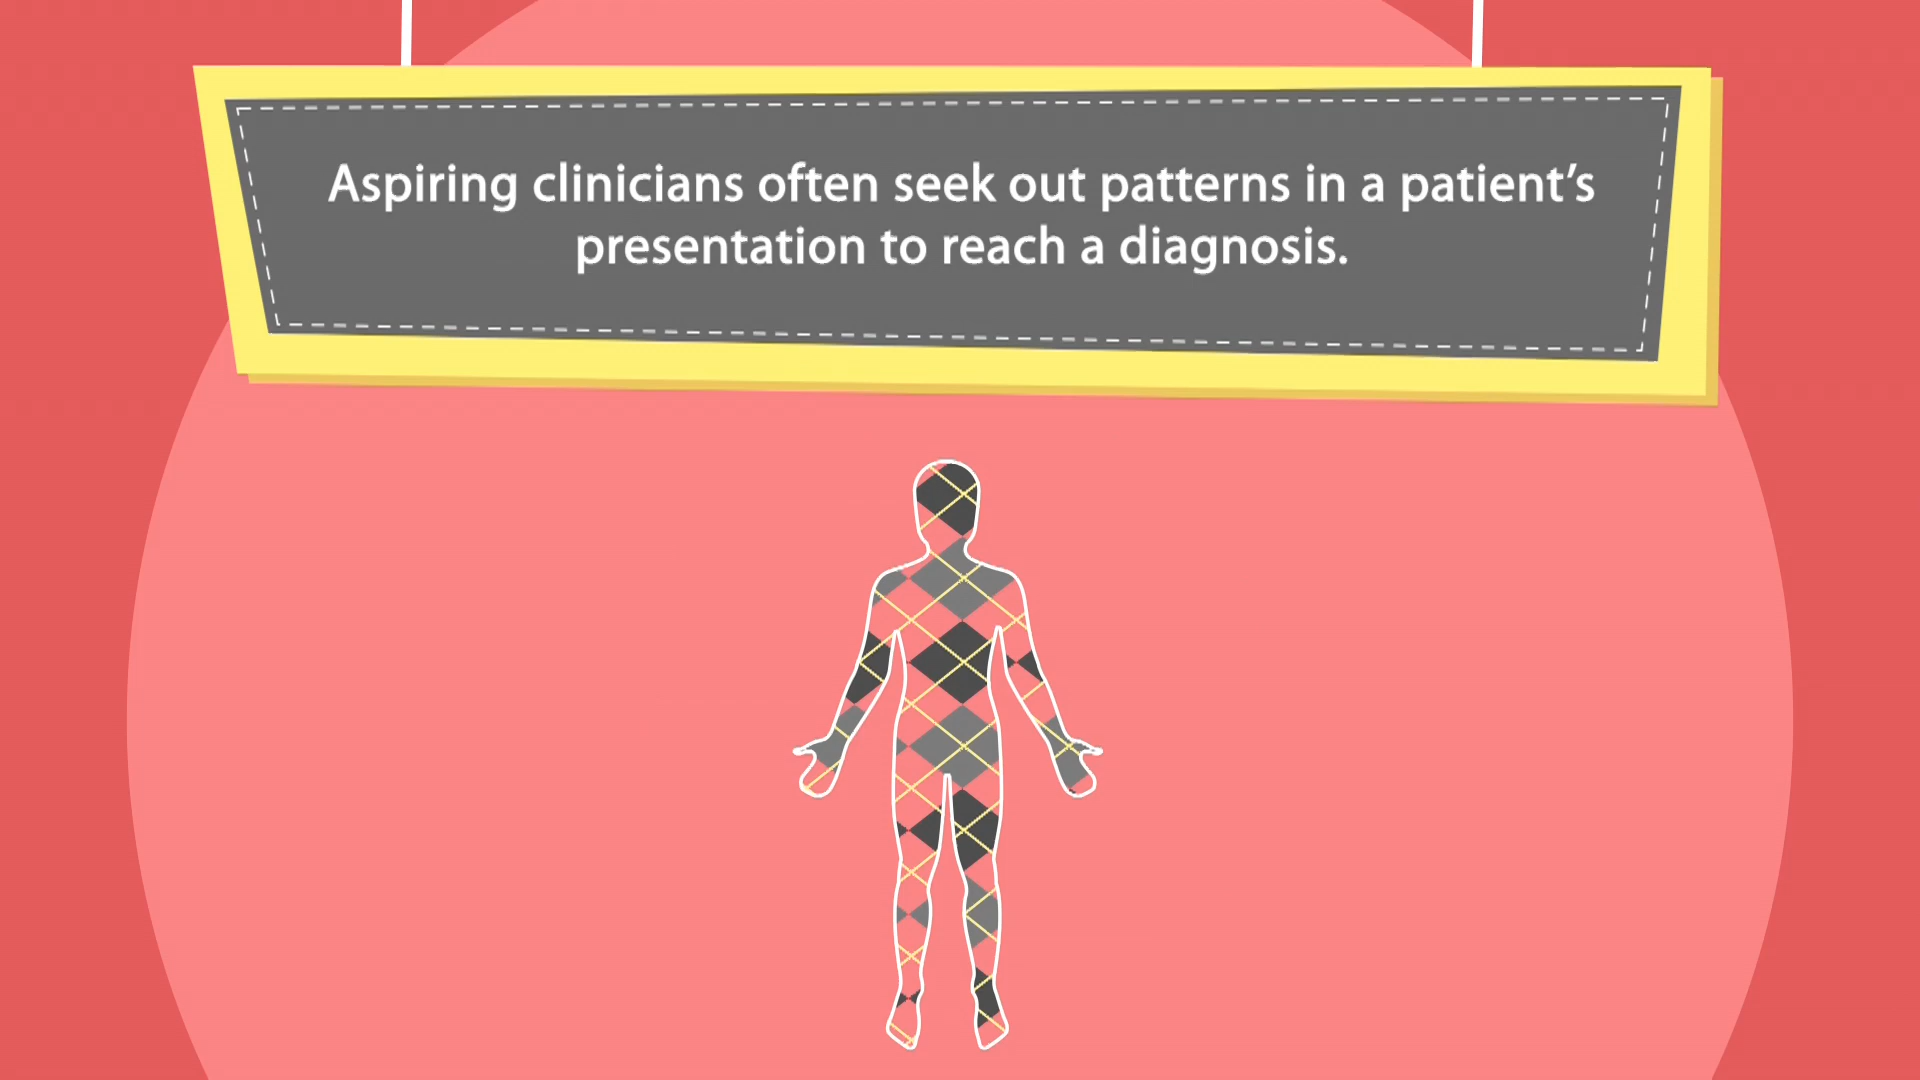 Aspiring clinicians often seek out patterns in a patient’s
presentation to reach a diagnosis.